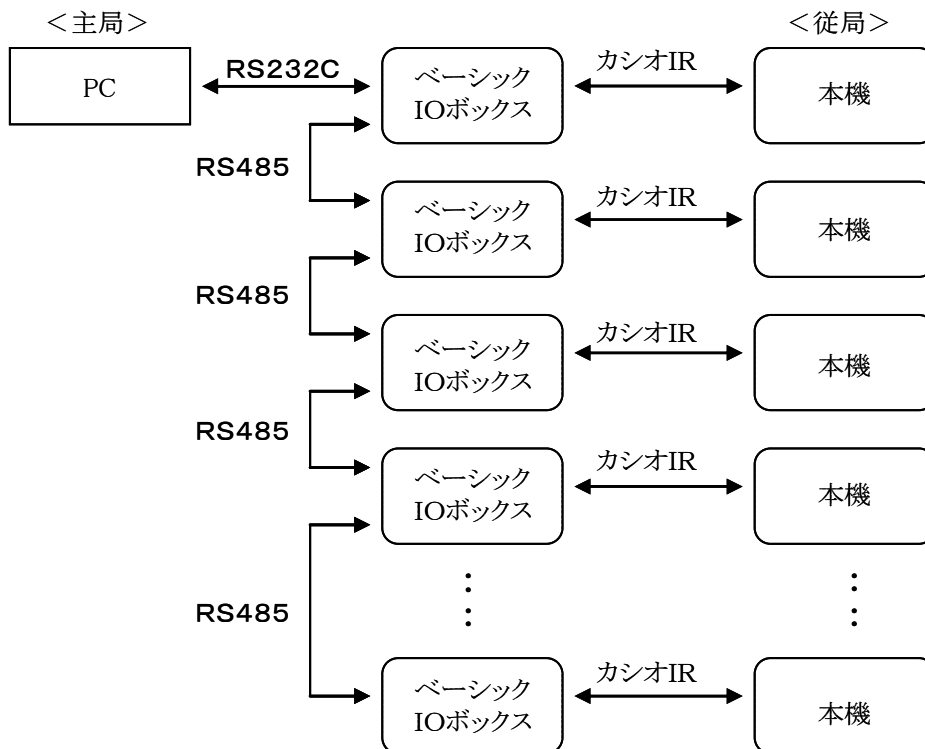 ＜主局＞
＜従局＞
PC
RS232C
ベーシック
IOボックス
カシオIR
本機
RS485
ベーシック
IOボックス
カシオIR
本機
RS485
ベーシック
IOボックス
カシオIR
本機
RS485
ベーシック
IOボックス
カシオIR
本機
RS485
ベーシック
IOボックス
カシオIR
本機